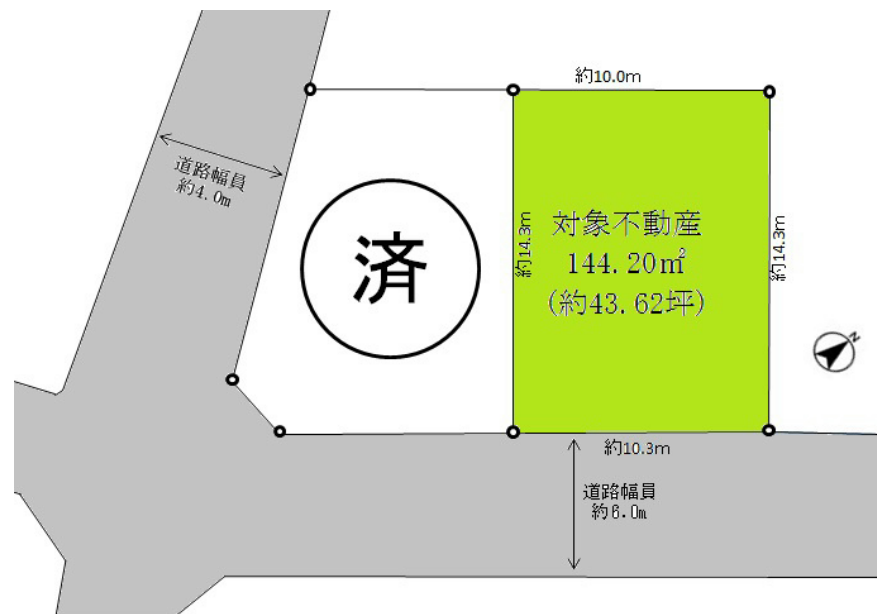 約10.0m
道路幅員
約4.0m
済
約14.3m
対象不動産
144.20㎡
(約43.62坪)
約14.3m
N
約10.3m
道路幅員
約6.0m